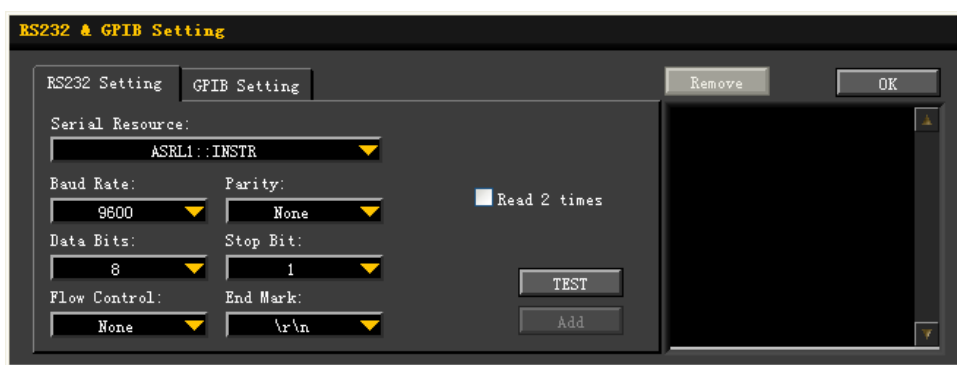 RS232 & GPIB Setting
RS232 Setting GPIB Setting Remove OK
Serial Resource:
ASRL1::INSTR
Baud Rate: Parity:
9600 None
Read 2 times
Data Bits: Stop Bit:
8 1
TEST
Flow Control: End Mark:
None \r\n
Add